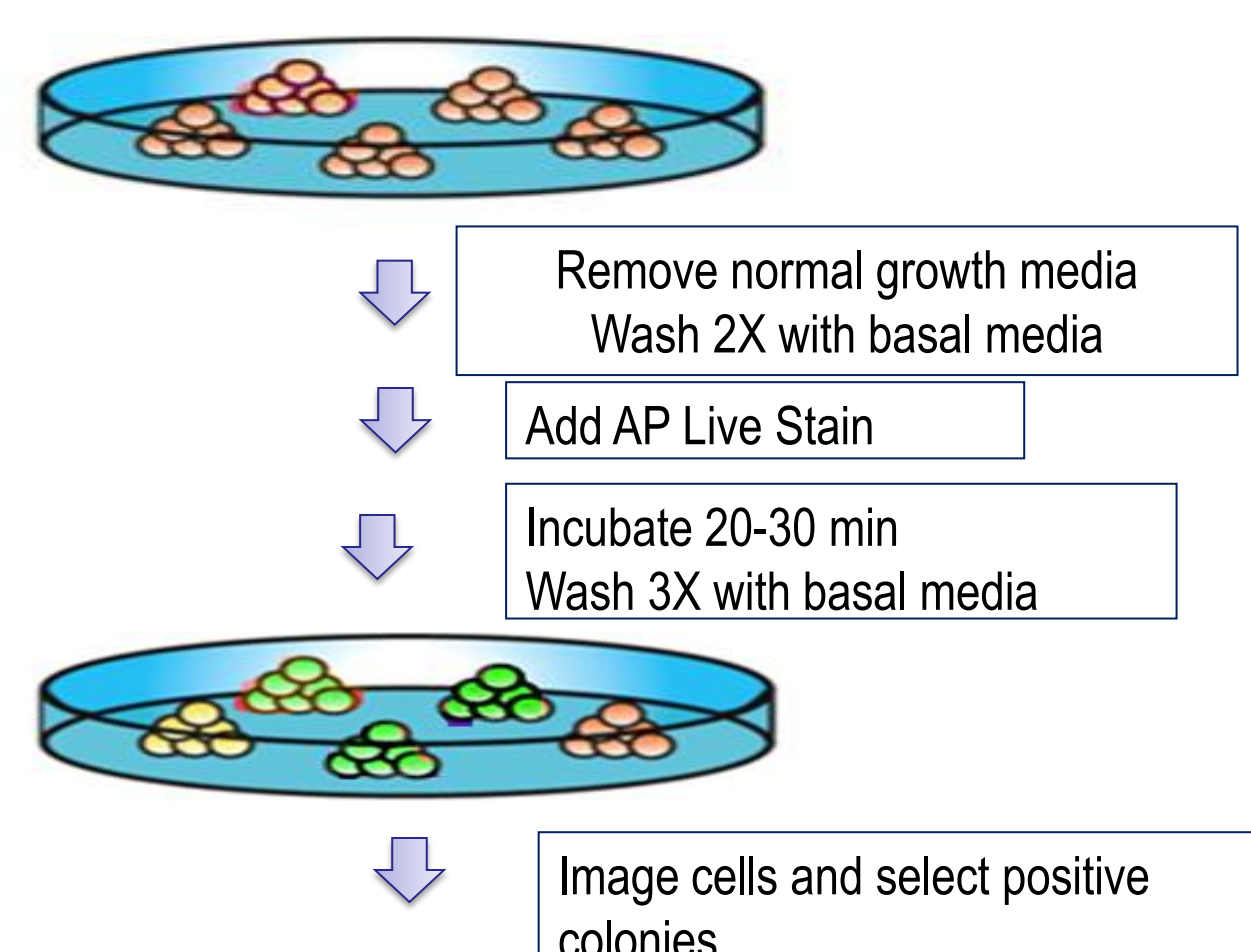 Remove normal growth media
Wash 2X with basal media
Add AP Live Stain
Incubate 20-30 min
Wash 3X with basal media
Image cells and select positive
colonies